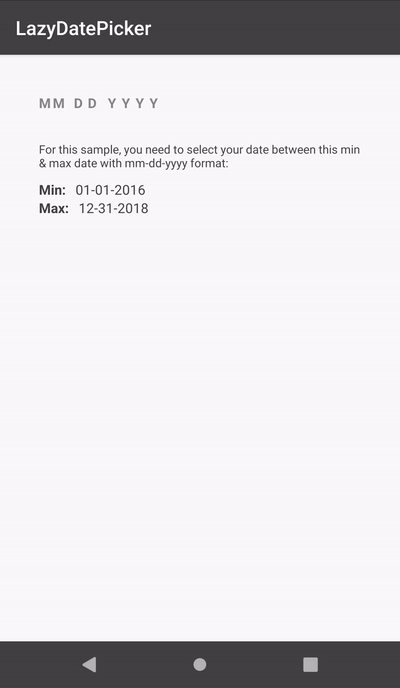 LazyDatePicker
MM DD YYYY
For this sample, you need to select your date between this min
& max date with mm-dd-yyyy format:
Min: 01-01-2016
Max: 12-31-2018